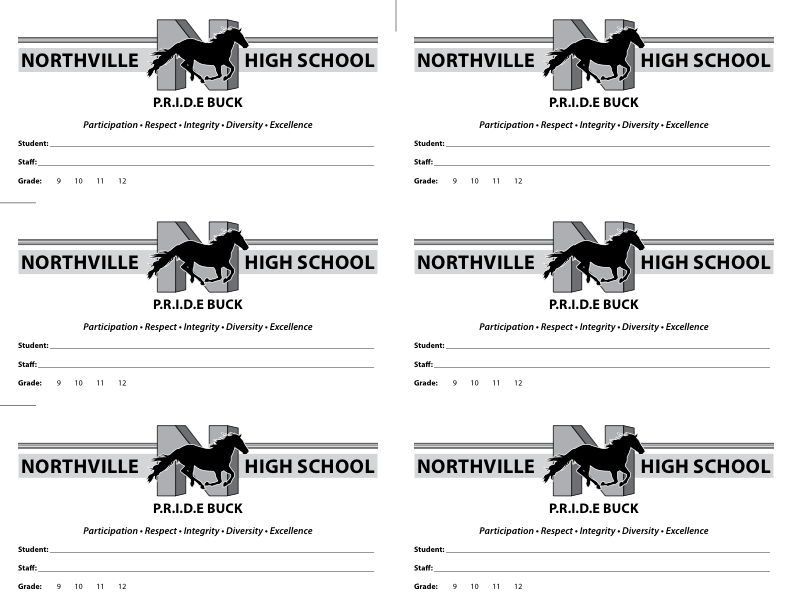 NORTHVILLE HIGH SCHOOL
P.R.I.D.E BUCK
Participation • Respect • Integrity • Diversity • Excellence
Student:
Staff:
Grade: 9 10 11 12
NORTHVILLE HIGH SCHOOL
P.R.I.D.E BUCK
Participation • Respect • Integrity • Diversity • Excellence
Student:
Staff:
Grade: 9 10 11 12
NORTHVILLE HIGH SCHOOL
P.R.I.D.E BUCK
Participation • Respect • Integrity • Diversity • Excellence
Student:
Staff:
Grade: 9 10 11 12
NORTHVILLE HIGH SCHOOL
P.R.I.D.E BUCK
Participation • Respect • Integrity • Diversity • Excellence
Student:
Staff:
Grade: 9 10 11 12
NORTHVILLE HIGH SCHOOL
P.R.I.D.E BUCK
Participation • Respect • Integrity • Diversity • Excellence
Student:
Staff:
Grade: 9 10 11 12
NORTHVILLE HIGH SCHOOL
P.R.I.D.E BUCK
Participation • Respect • Integrity • Diversity • Excellence
Student:
Staff:
Grade: 9 10 11 12